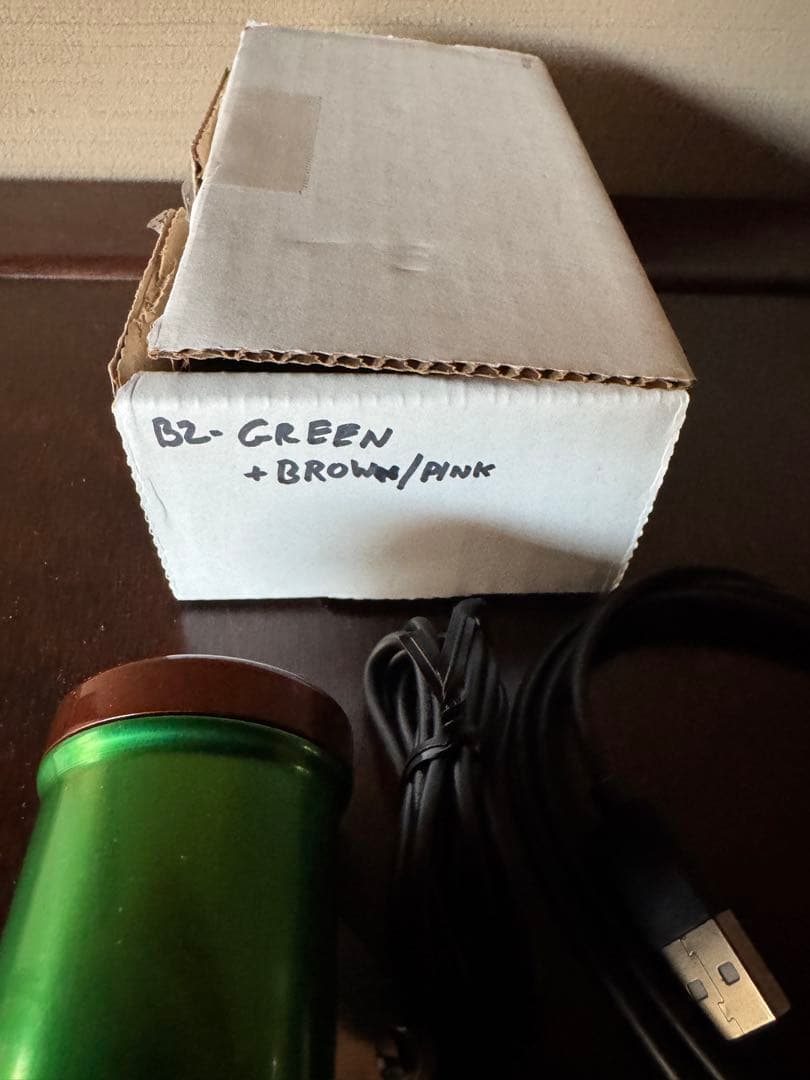 B2- GREEN
+ BROWN/PINK